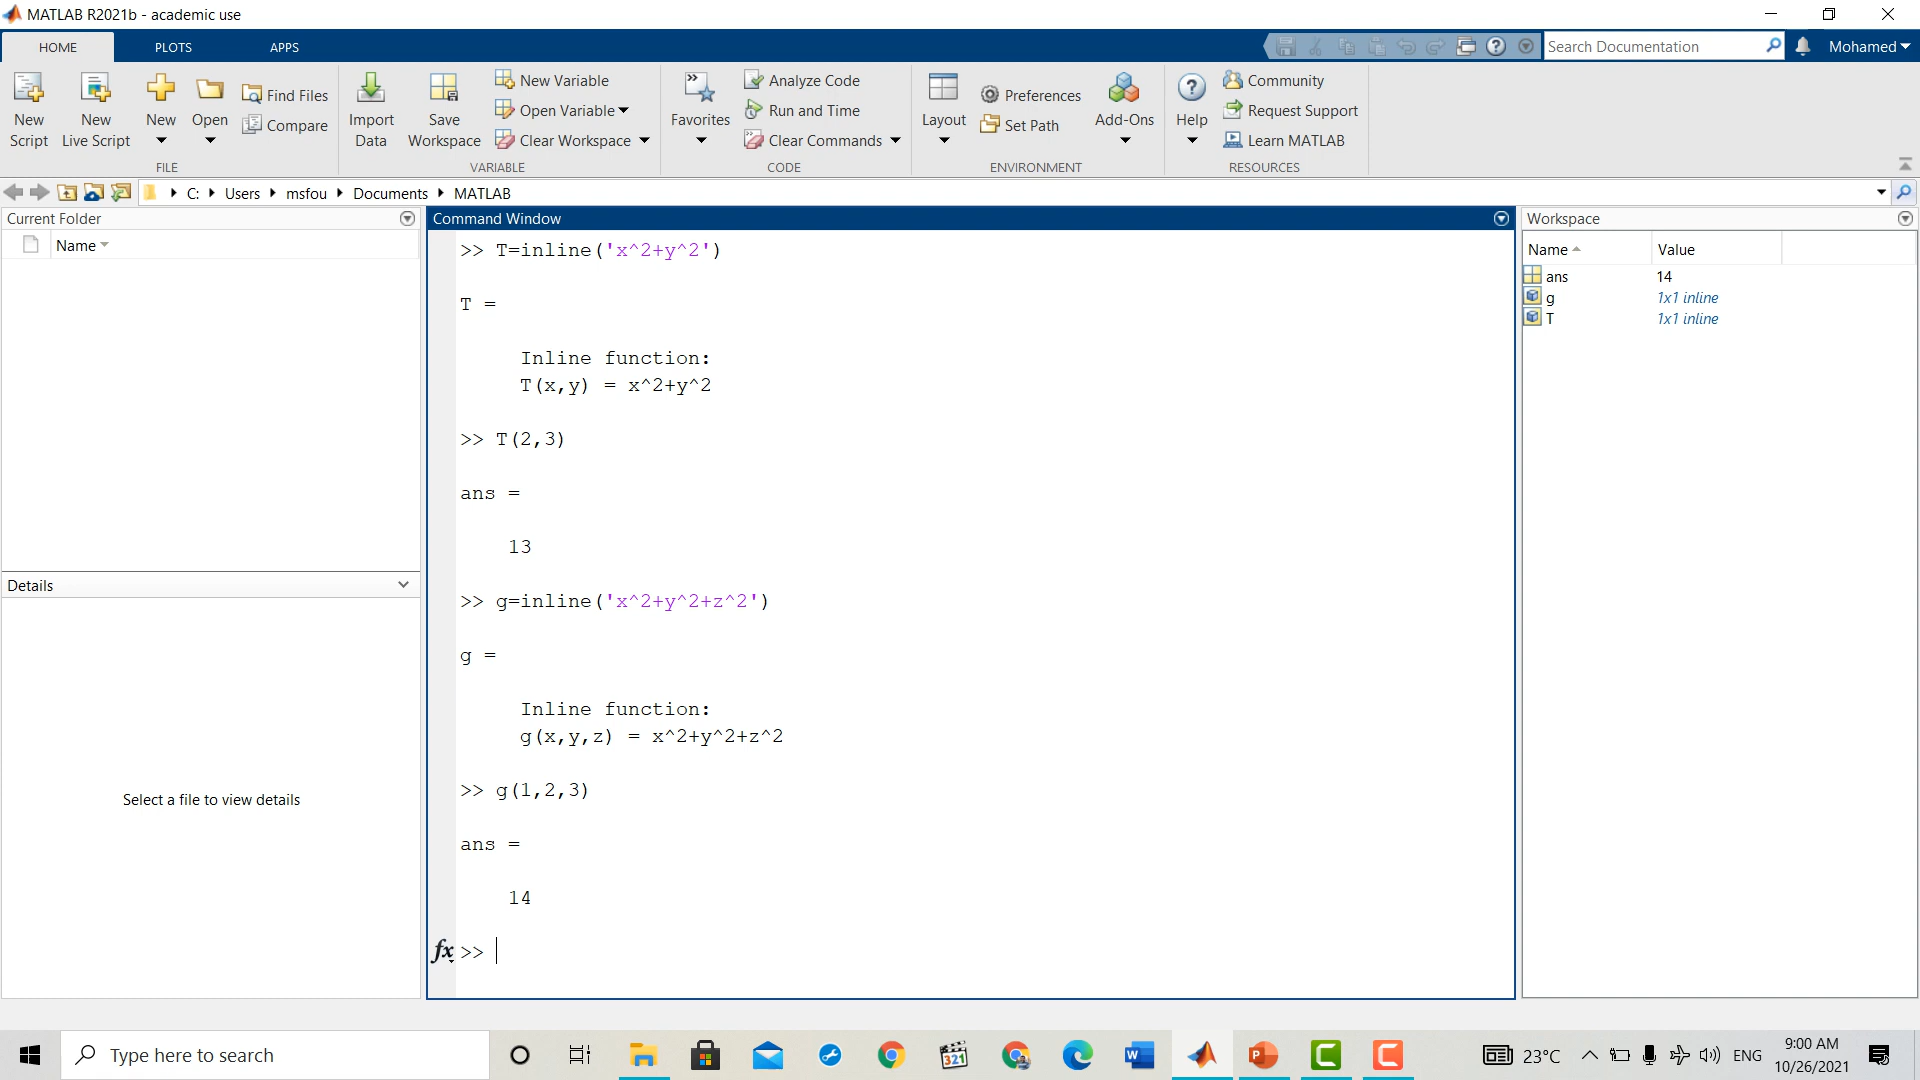 MATLAB R2021b - academic use
HOME PLOTS APPS
Search Documentation
Mohamed
New Script
New Live Script
New
Open
Find Files
Compare
FILE
Import Data
Save Workspace
New Variable
Open Variable
Clear Workspace
VARIABLE
Favorites
Analyze Code
Run and Time
Clear Commands
CODE
Layout
Preferences
Set Path
Add-Ons
ENVIRONMENT
Help
Community
Request Support
Learn MATLAB
RESOURCES
C: Users msfou Documents MATLAB
Current Folder
Name
Details
Select a file to view details
Command Window
>> T=inline('x^2+y^2')
T =
Inline function:
T(x,y) = x^2+y^2
>> T(2,3)
ans =
13
>> g=inline('x^2+y^2+z^2')
g =
Inline function:
g(x,y,z) = x^2+y^2+z^2
>> g(1,2,3)
ans =
14
fx >>
Workspace
Name Value
ans 14
g 1x1 inline
T 1x1 inline
Type here to search
321
W
P
C
C
23°C
ENG
9:00 AM
10/26/2021